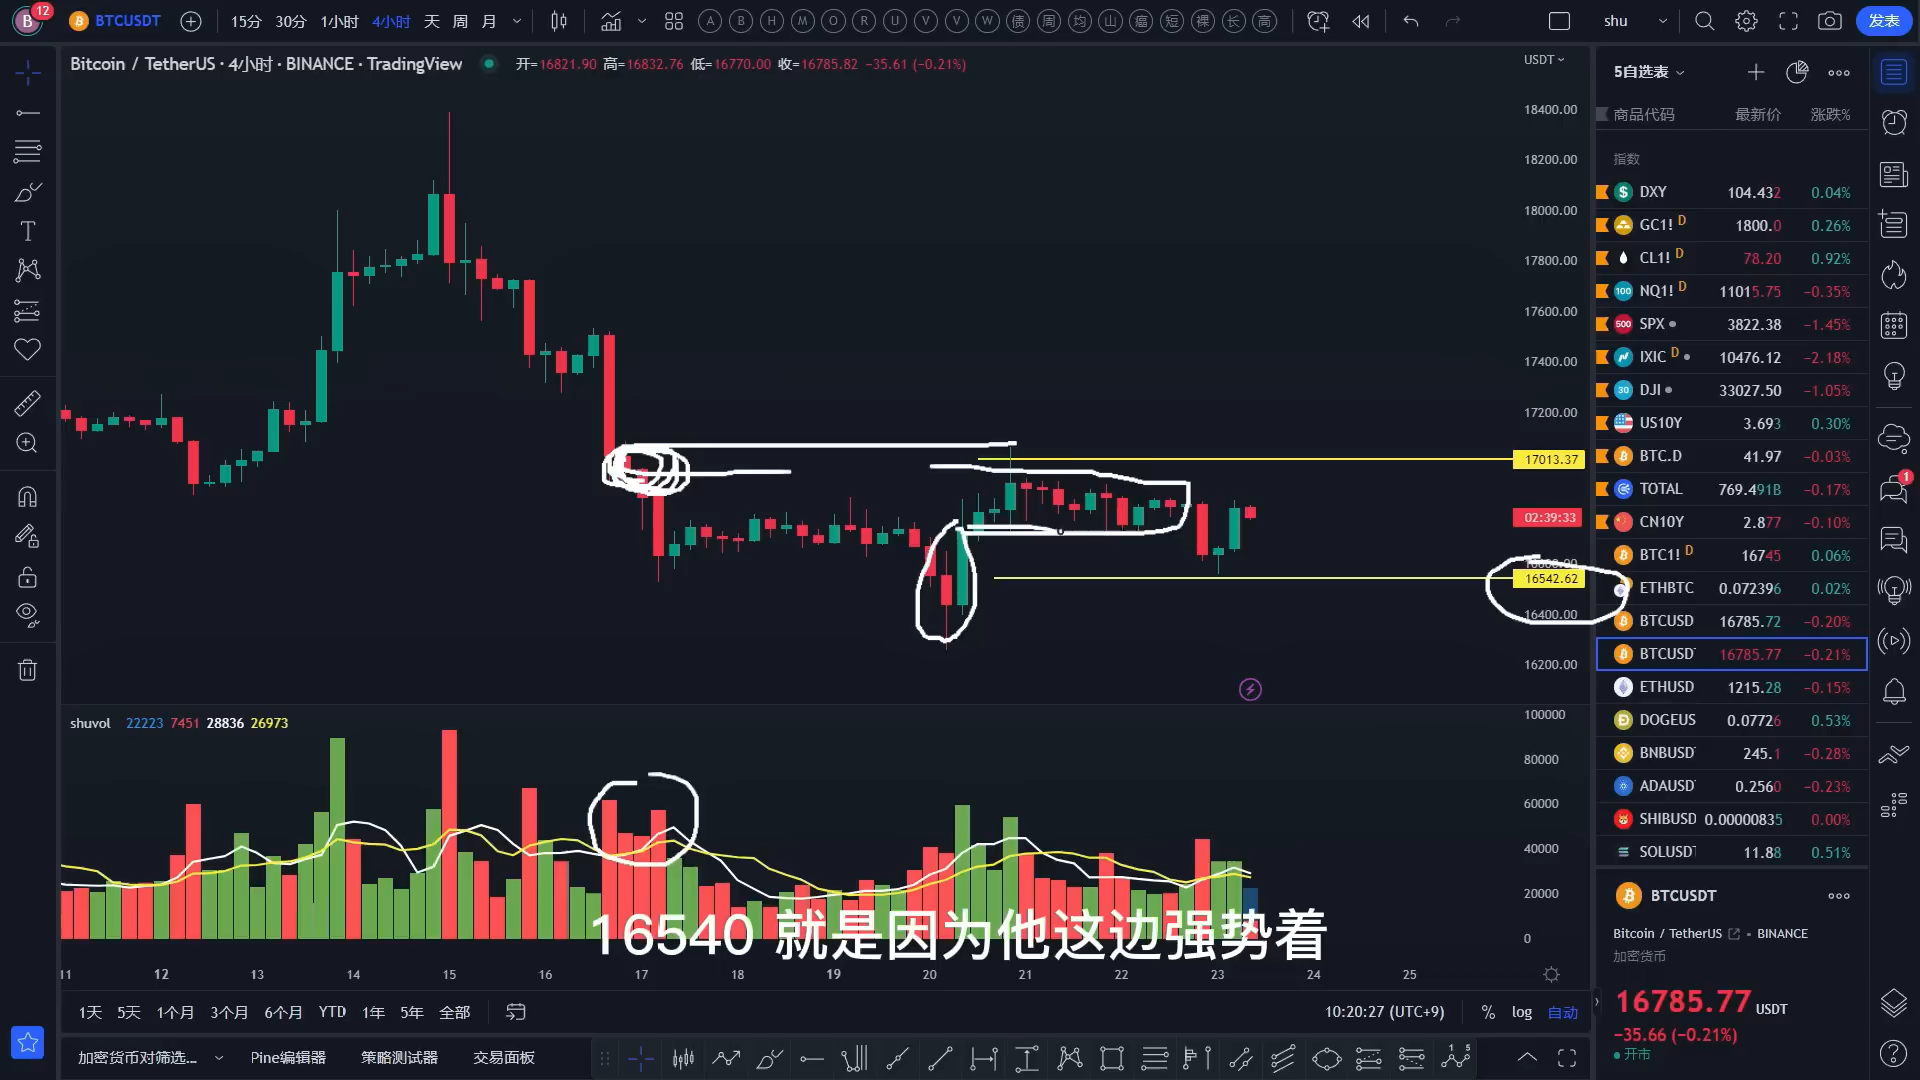 B 12 BTCUSDT 15分 30分 1小时 4小时 天 周 月 A B H M O R U V V W 债 周 均 山 瘟 短 裸 长 高 shu 发表
Bitcoin / TetherUS · 4小时 · BINANCE · TradingView 开=16821.90 高=16832.76 低=16770.00 收=16785.82 −35.61 (−0.21%)
USDT
18400.00
18200.00
18000.00
17800.00
17600.00
17400.00
17200.00
17013.37
02:39:33
16542.62
16400.00
16200.00
shuvol 22223 7451 28836 26973
100000
80000
60000
40000
20000
0
16540 就是因为他这边强势着
11 12 13 14 15 16 17 18 19 20 21 22 23 24 25
1天 5天 1个月 3个月 6个月 YTD 1年 5年 全部 10:20:27 (UTC+9) % log 自动
加密货币对筛选... Pine编辑器 策略测试器 交易面板
5自选表
商品代码 最新价 涨跌%
指数
DXY 104.432 0.04%
GC1! D 1800.0 0.26%
CL1! D 78.20 0.92%
NQ1! D 11015.75 −0.35%
SPX 3822.38 −1.45%
IXIC D 10476.12 −2.18%
DJI 33027.50 −1.05%
US10Y 3.693 0.30%
BTC.D 41.97 −0.03%
TOTAL 769.491B −0.17%
CN10Y 2.877 −0.10%
BTC1! D 16745 0.06%
ETHBTC 0.072396 0.02%
BTCUSD 16785.72 −0.20%
BTCUSD 16785.77 −0.21%
ETHUSD 1215.28 −0.15%
DOGEUS 0.07726 0.53%
BNBUSD 245.1 −0.28%
ADAUSD 0.2560 −0.23%
SHIBUSD 0.00000835 0.00%
SOLUSD 11.88 0.51%
BTCUSDT
Bitcoin / TetherUS · BINANCE
加密货币
16785.77 USDT
−35.66 (−0.21%)
开市